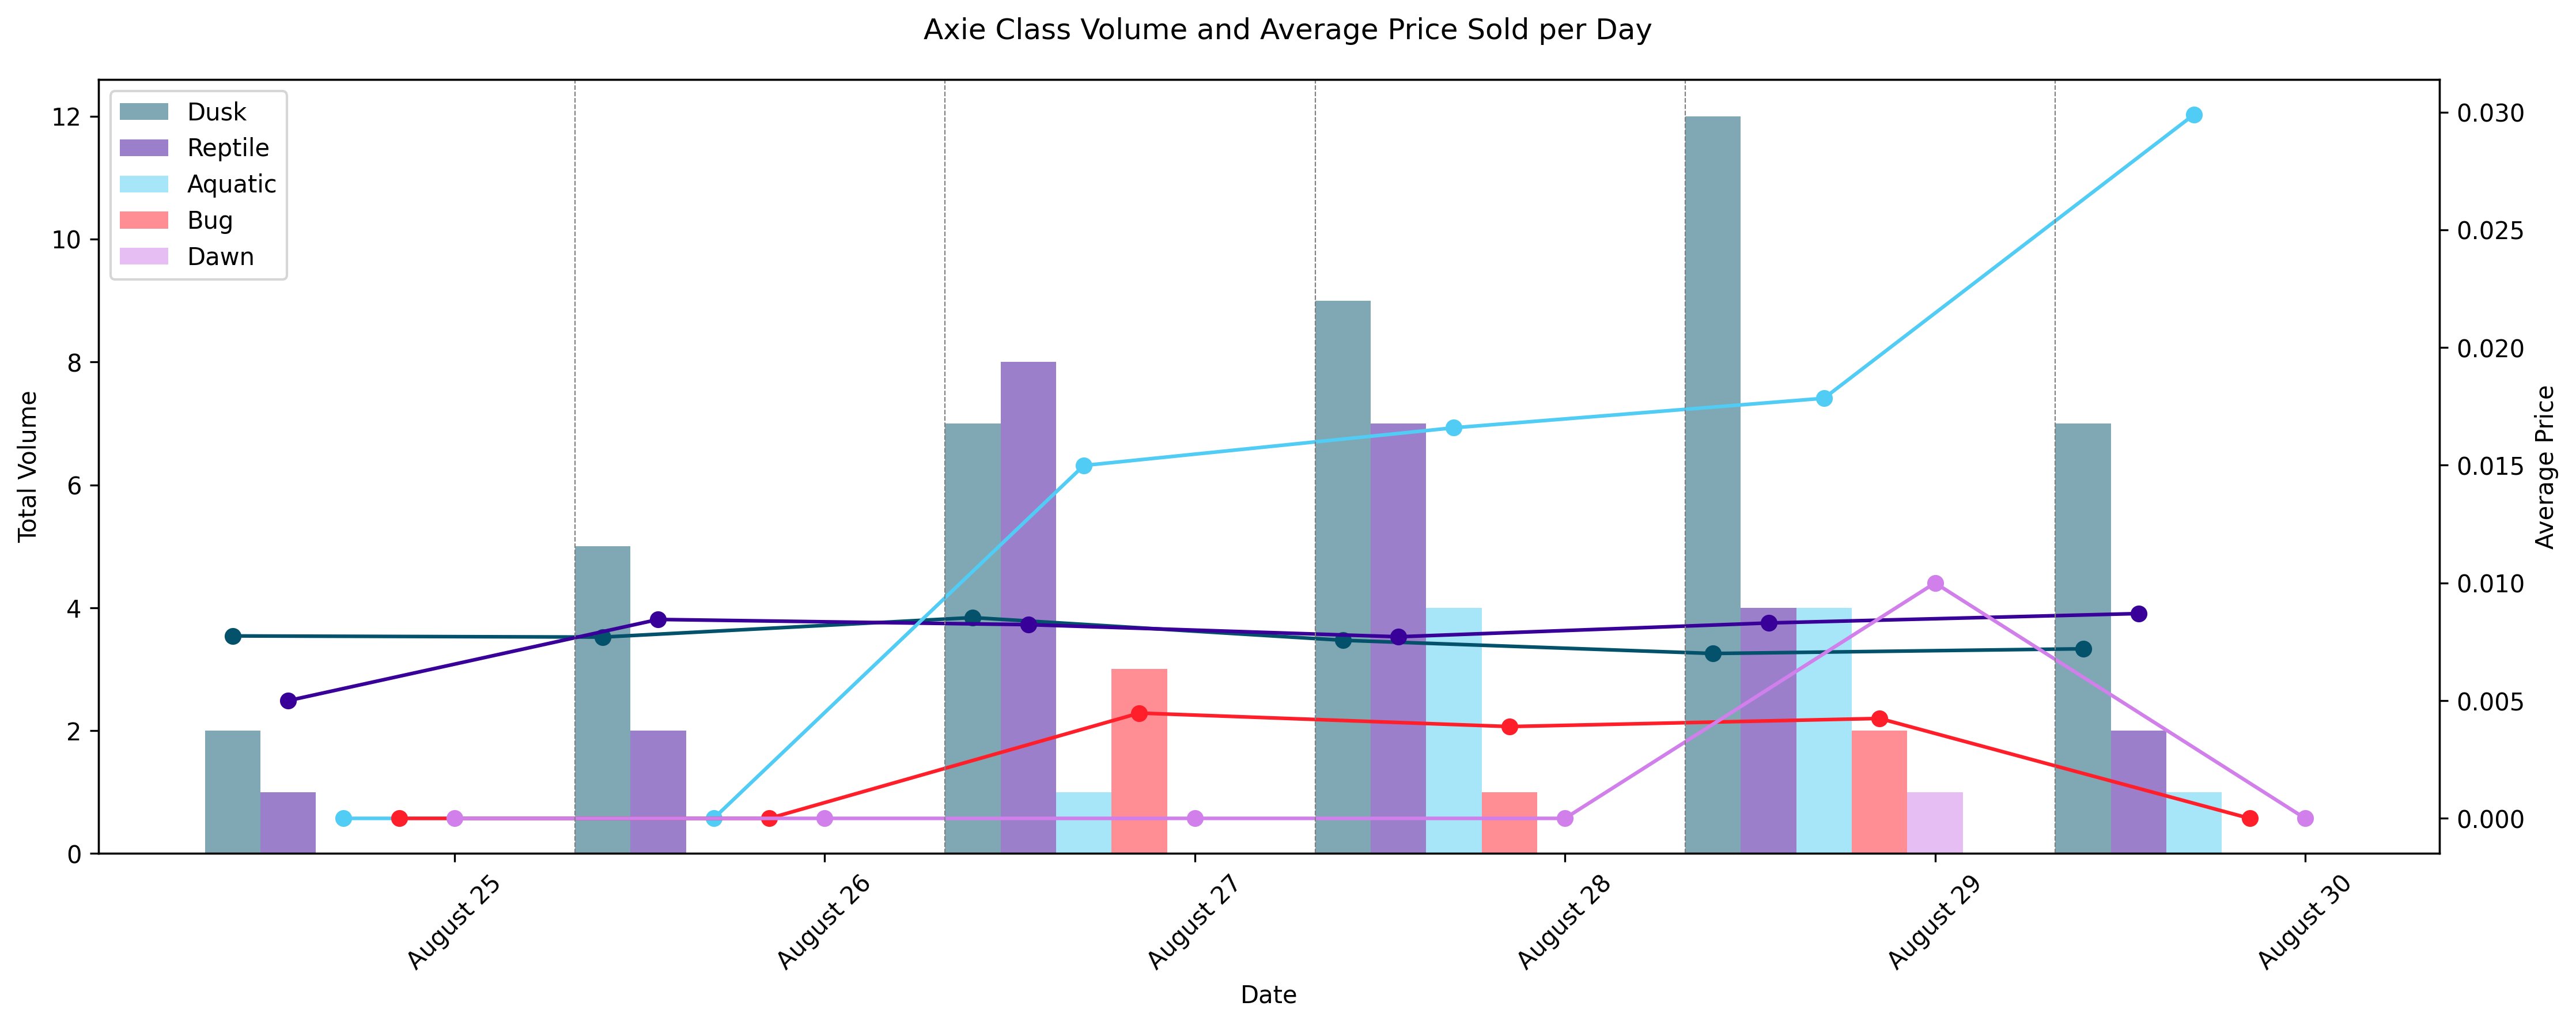 Axie Class Volume and Average Price Sold per Day
Dusk
Reptile
Aquatic
Bug
Dawn
Total Volume
12
10
8
6
4
2
0
Average Price
0.030
0.025
0.020
0.015
0.010
0.005
0.000
August 25
August 26
August 27
August 28
August 29
August 30
Date